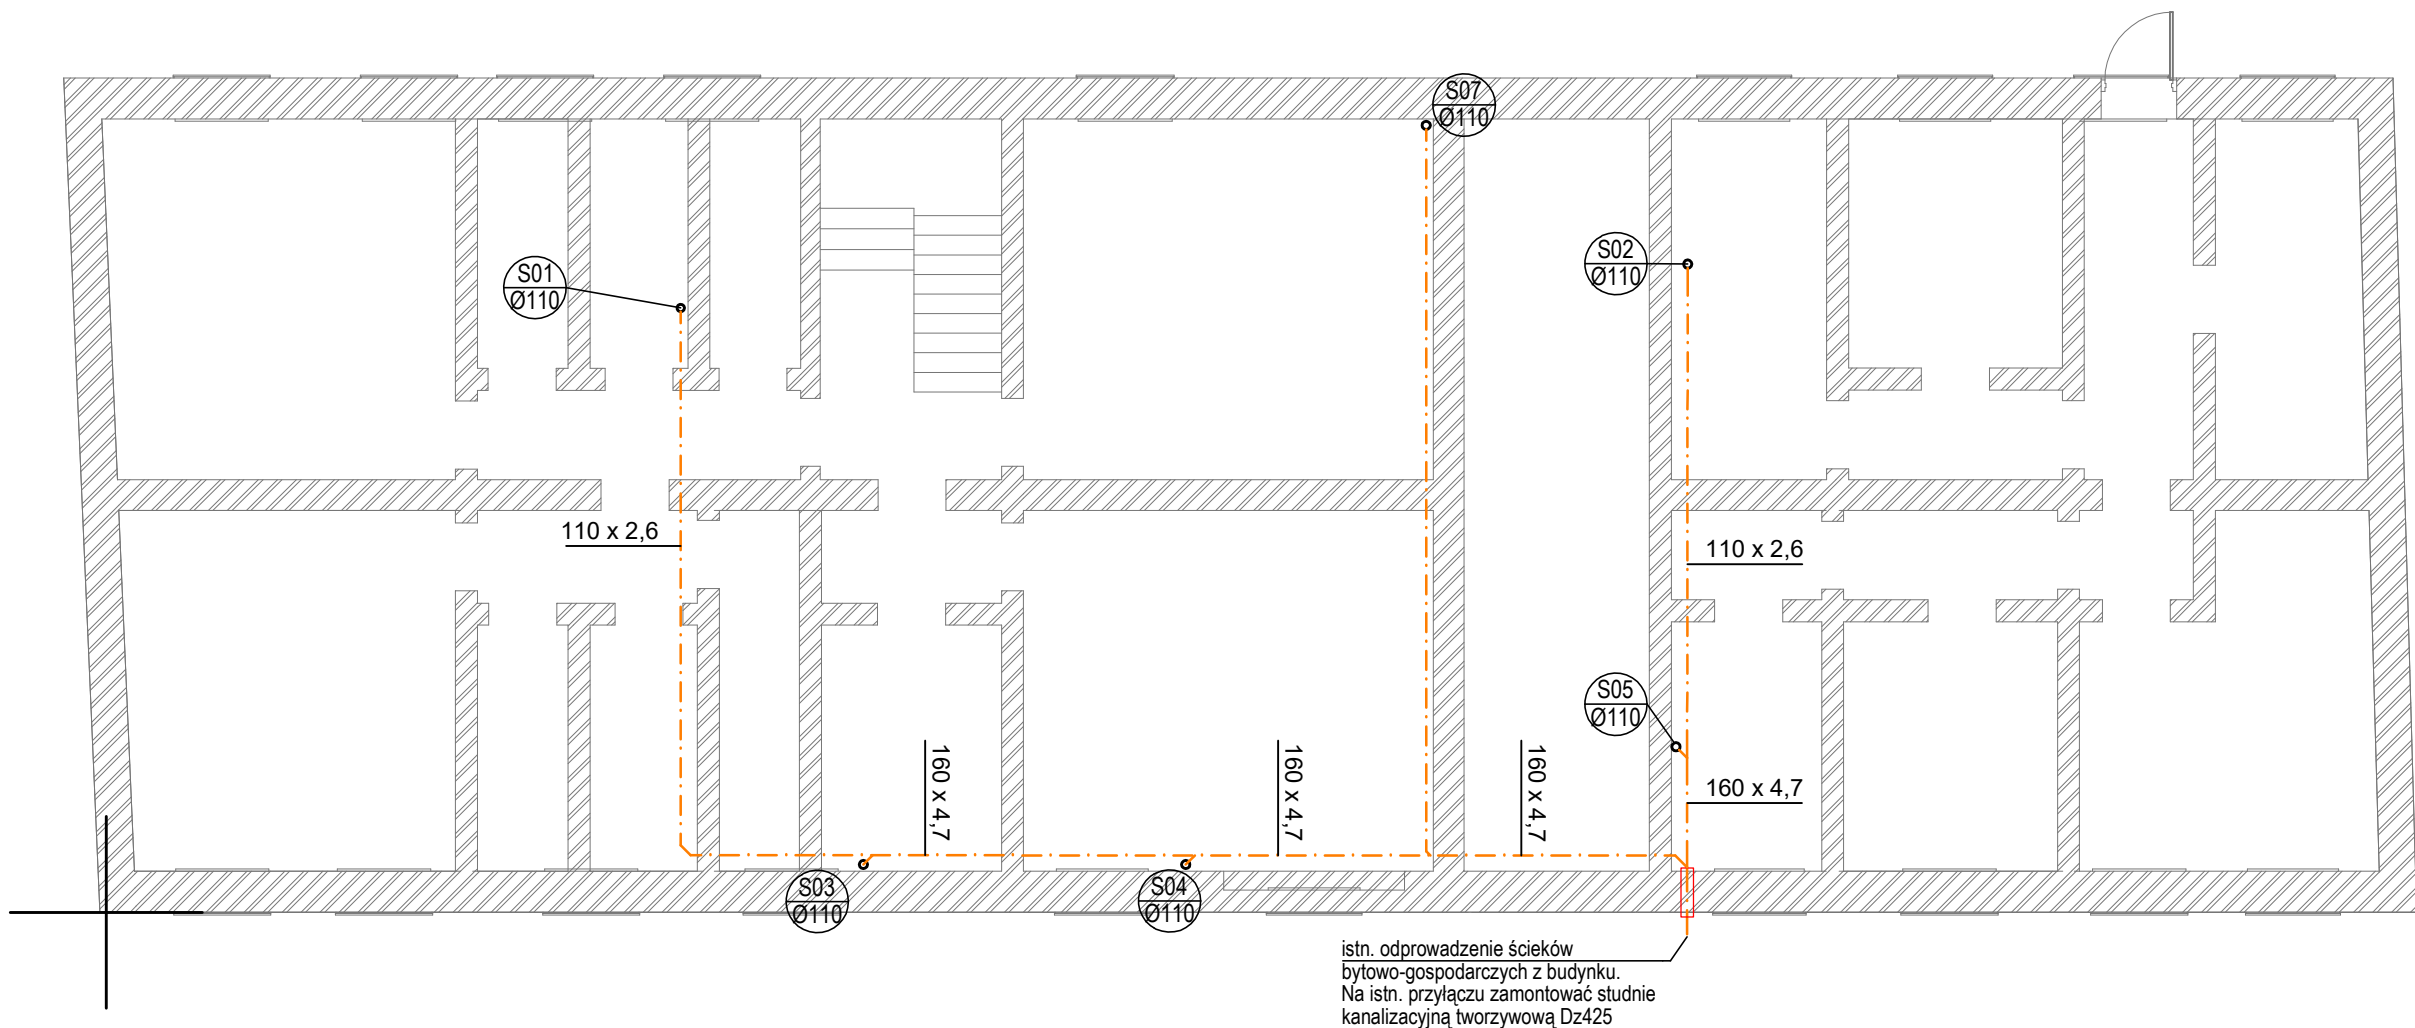 S07
Ø110
S02
Ø110
S01
Ø110
110 x 2,6
110 x 2,6
S05
Ø110
160 x 4,7
160 x 4,7
160 x 4,7
160 x 4,7
S03
Ø110
S04
Ø110
istn. odprowadzenie ścieków
bytowo-gospodarczych z budynku.
Na istn. przyłączu zamontować studnie
kanalizacyjną tworzywową Dz425